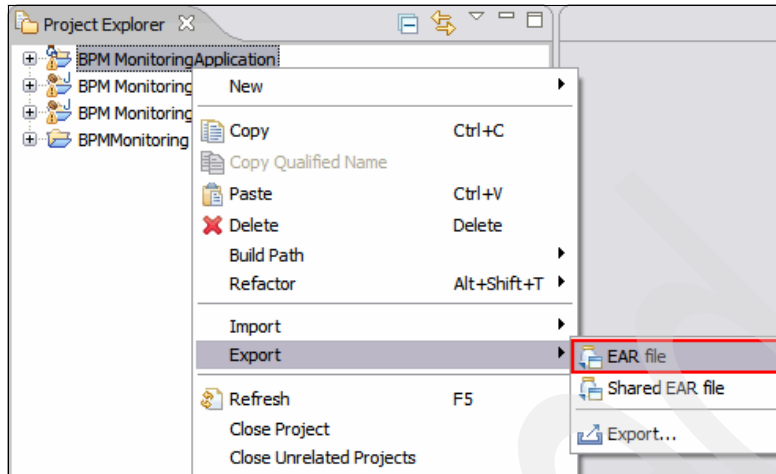 Project Explorer
BPM MonitoringApplication
BPM Monitoring
BPM Monitoring
BPMMonitoring
New
Copy Ctrl+C
Copy Qualified Name
Paste Ctrl+V
Delete Delete
Build Path
Refactor Alt+Shift+T
Import
Export
EAR file
Shared EAR file
Export...
Refresh F5
Close Project
Close Unrelated Projects